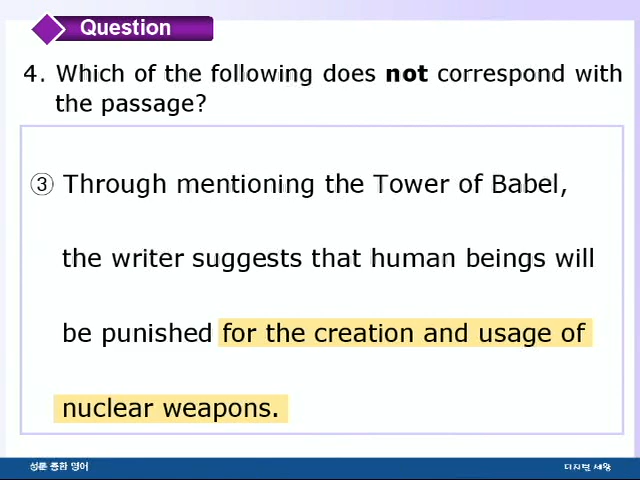 Question
4. Which of the following does not correspond with
the passage?
③ Through mentioning the Tower of Babel,
the writer suggests that human beings will
be punished for the creation and usage of
nuclear weapons.
성문 종합 영어
디지털 세왕